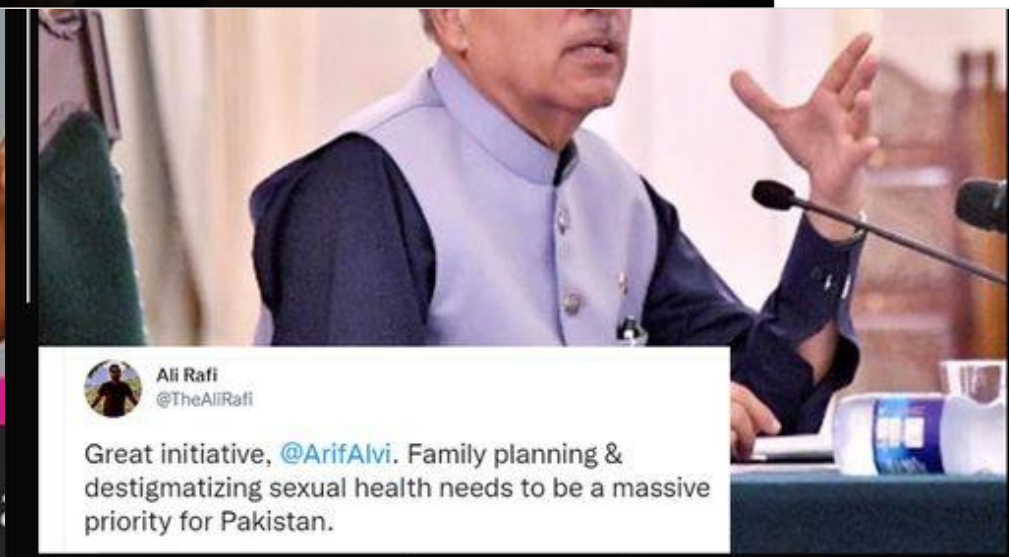 Ali Rafi
@TheAliRafi
Great initiative, @ArifAlvi. Family planning &
destigmatizing sexual health needs to be a massive
priority for Pakistan.